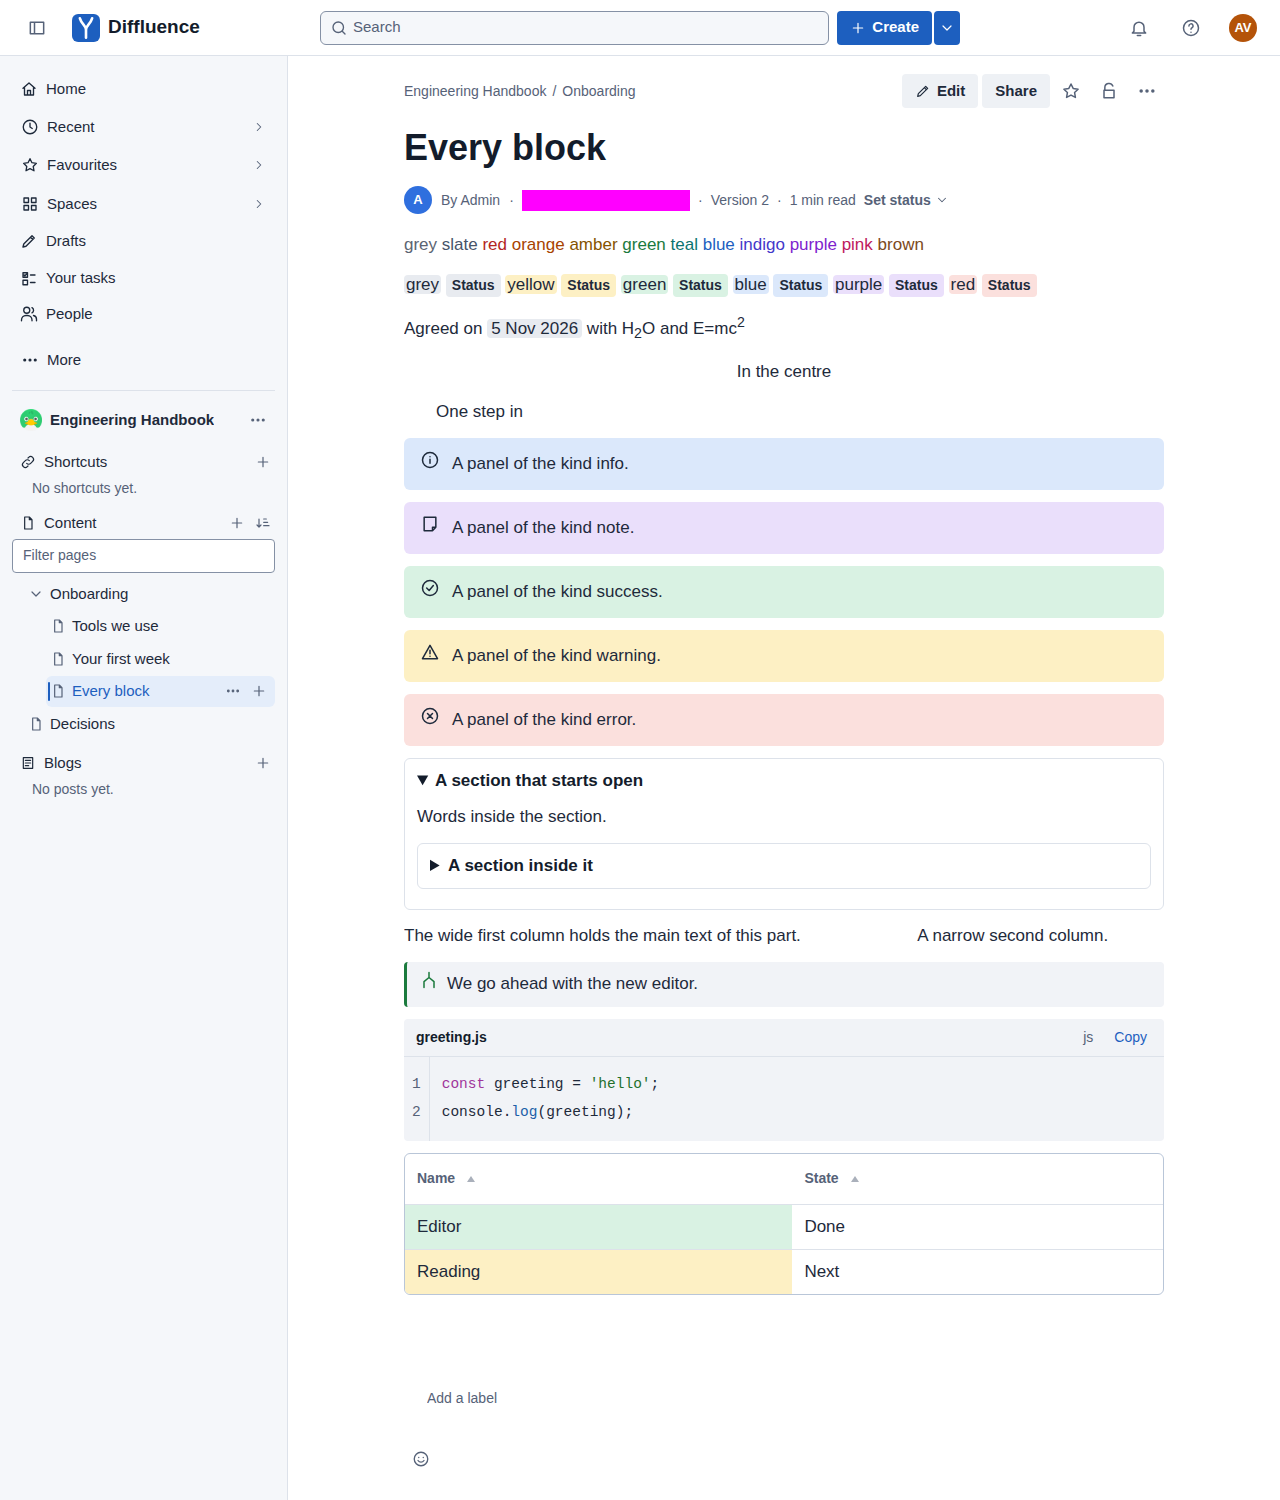 Diffluence
Search
Create
AV
Home
Recent
Favourites
Spaces
Drafts
Your tasks
People
More
Engineering Handbook
Shortcuts
No shortcuts yet.
Content
Filter pages
Onboarding
Tools we use
Your first week
Every block
Decisions
Blogs
No posts yet.
Engineering Handbook / Onboarding
Edit Share
Every block
A By Admin · · Version 2 · 1 min read Set status
grey slate red orange amber green teal blue indigo purple pink brown
grey Status yellow Status green Status blue Status purple Status red Status
Agreed on 5 Nov 2026 with H2O and E=mc2
In the centre
One step in
A panel of the kind info.
A panel of the kind note.
A panel of the kind success.
A panel of the kind warning.
A panel of the kind error.
A section that starts open
Words inside the section.
A section inside it
The wide first column holds the main text of this part. A narrow second column.
We go ahead with the new editor.
greeting.js js Copy
1 const greeting = 'hello';
2 console.log(greeting);
Name State
Editor Done
Reading Next
Add a label